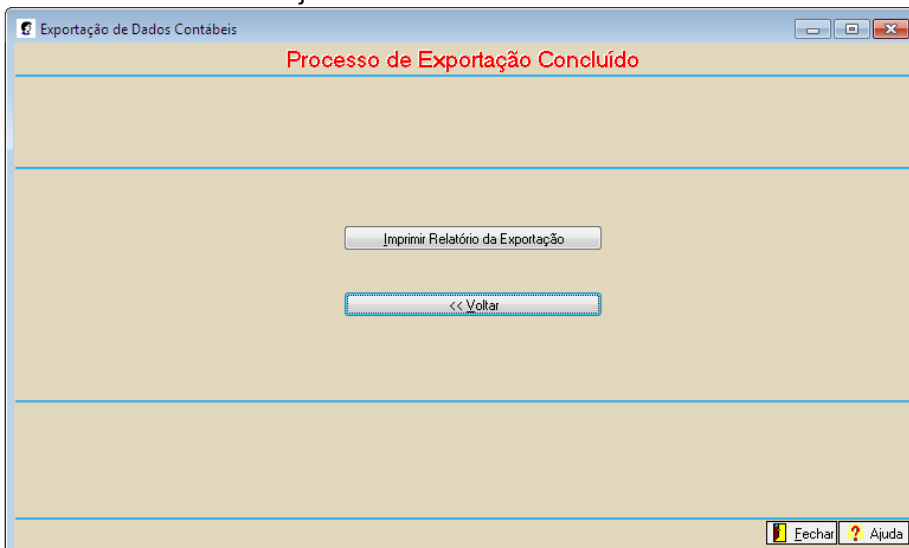 Exportação de Dados Contábeis
Processo de Exportação Concluído
Imprimir Relatório da Exportação
<< Voltar
Fechar ? Ajuda